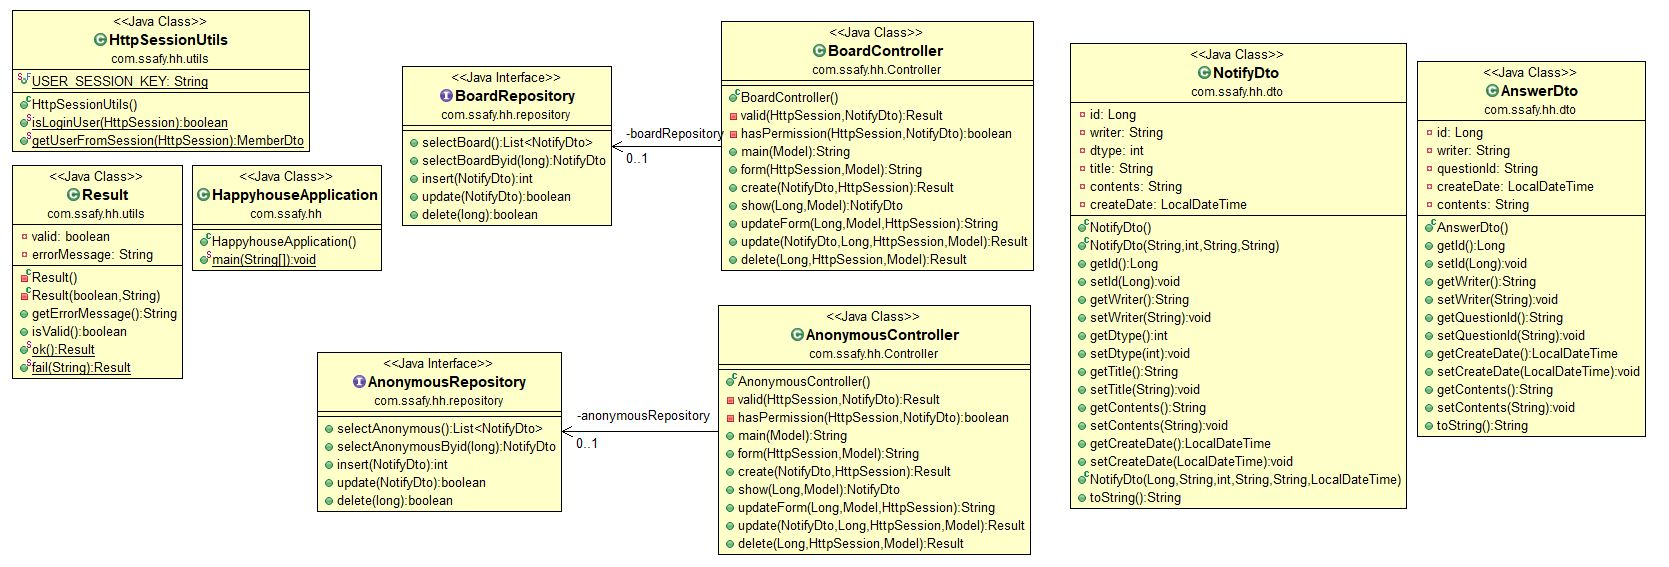 <<Java Class>>
HttpSessionUtils
com.ssafy.hh.utils
USER_SESSION_KEY: String
HttpSessionUtils()
isLoginUser(HttpSession):boolean
getUserFromSession(HttpSession):MemberDto
<<Java Class>>
Result
com.ssafy.hh.utils
valid: boolean
errorMessage: String
Result()
Result(boolean,String)
getErrorMessage():String
isValid():boolean
ok():Result
fail(String):Result
<<Java Class>>
HappyhouseApplication
com.ssafy.hh
HappyhouseApplication()
main(String[]):void
<<Java Interface>>
BoardRepository
com.ssafy.hh.repository
selectBoard():List<NotifyDto>
selectBoardByid(long):NotifyDto
insert(NotifyDto):int
update(NotifyDto):boolean
delete(long):boolean
-boardRepository
0..1
<<Java Class>>
BoardController
com.ssafy.hh.Controller
BoardController()
valid(HttpSession,NotifyDto):Result
hasPermission(HttpSession,NotifyDto):boolean
main(Model):String
form(HttpSession,Model):String
create(NotifyDto,HttpSession):Result
show(Long,Model):NotifyDto
updateForm(Long,Model,HttpSession):String
update(NotifyDto,Long,HttpSession,Model):Result
delete(Long,HttpSession,Model):Result
<<Java Interface>>
AnonymousRepository
com.ssafy.hh.repository
selectAnonymous():List<NotifyDto>
selectAnonymousByid(long):NotifyDto
insert(NotifyDto):int
update(NotifyDto):boolean
delete(long):boolean
-anonymousRepository
0..1
<<Java Class>>
AnonymousController
com.ssafy.hh.Controller
AnonymousController()
valid(HttpSession,NotifyDto):Result
hasPermission(HttpSession,NotifyDto):boolean
main(Model):String
form(HttpSession,Model):String
create(NotifyDto,HttpSession):Result
show(Long,Model):NotifyDto
updateForm(Long,Model,HttpSession):String
update(NotifyDto,Long,HttpSession,Model):Result
delete(Long,HttpSession,Model):Result
<<Java Class>>
NotifyDto
com.ssafy.hh.dto
id: Long
writer: String
dtype: int
title: String
contents: String
createDate: LocalDateTime
NotifyDto()
NotifyDto(String,int,String,String)
getId():Long
setId(Long):void
getWriter():String
setWriter(String):void
getDtype():int
setDtype(int):void
getTitle():String
setTitle(String):void
getContents():String
setContents(String):void
getCreateDate():LocalDateTime
setCreateDate(LocalDateTime):void
NotifyDto(Long,String,int,String,String,LocalDateTime)
toString():String
<<Java Class>>
AnswerDto
com.ssafy.hh.dto
id: Long
writer: String
questionId: String
createDate: LocalDateTime
contents: String
AnswerDto()
getId():Long
setId(Long):void
getWriter():String
setWriter(String):void
getQuestionId():String
setQuestionId(String):void
getCreateDate():LocalDateTime
setCreateDate(LocalDateTime):void
getContents():String
setContents(String):void
toString():String